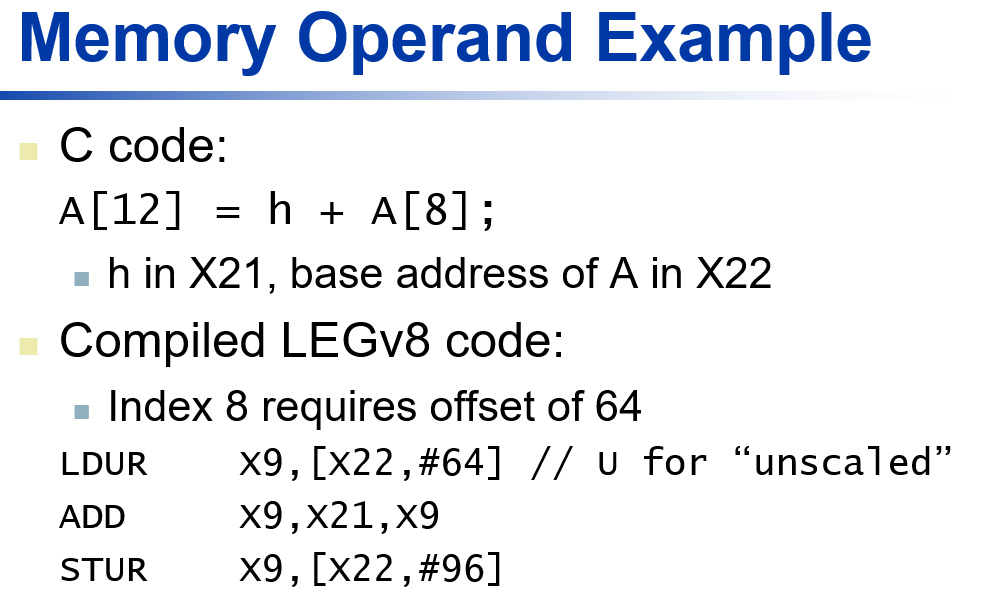 Memory Operand Example
C code:
A[12] = h + A[8];
h in X21, base address of A in X22
Compiled LEGv8 code:
Index 8 requires offset of 64
LDUR X9,[X22,#64] // U for “unscaled”
ADD X9,X21,X9
STUR X9,[X22,#96]